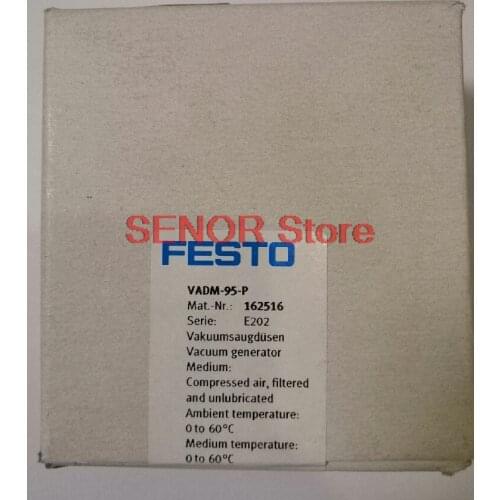 SENOR Store
FESTO
VADM-95-P
Mat.-Nr.: 162516
Serie: E202
Vakuumsaugdüsen
Vacuum generator
Medium:
Compressed air, filtered
and unlubricated
Ambient temperature:
0 to 60°C
Medium temperature:
0 to 60°C